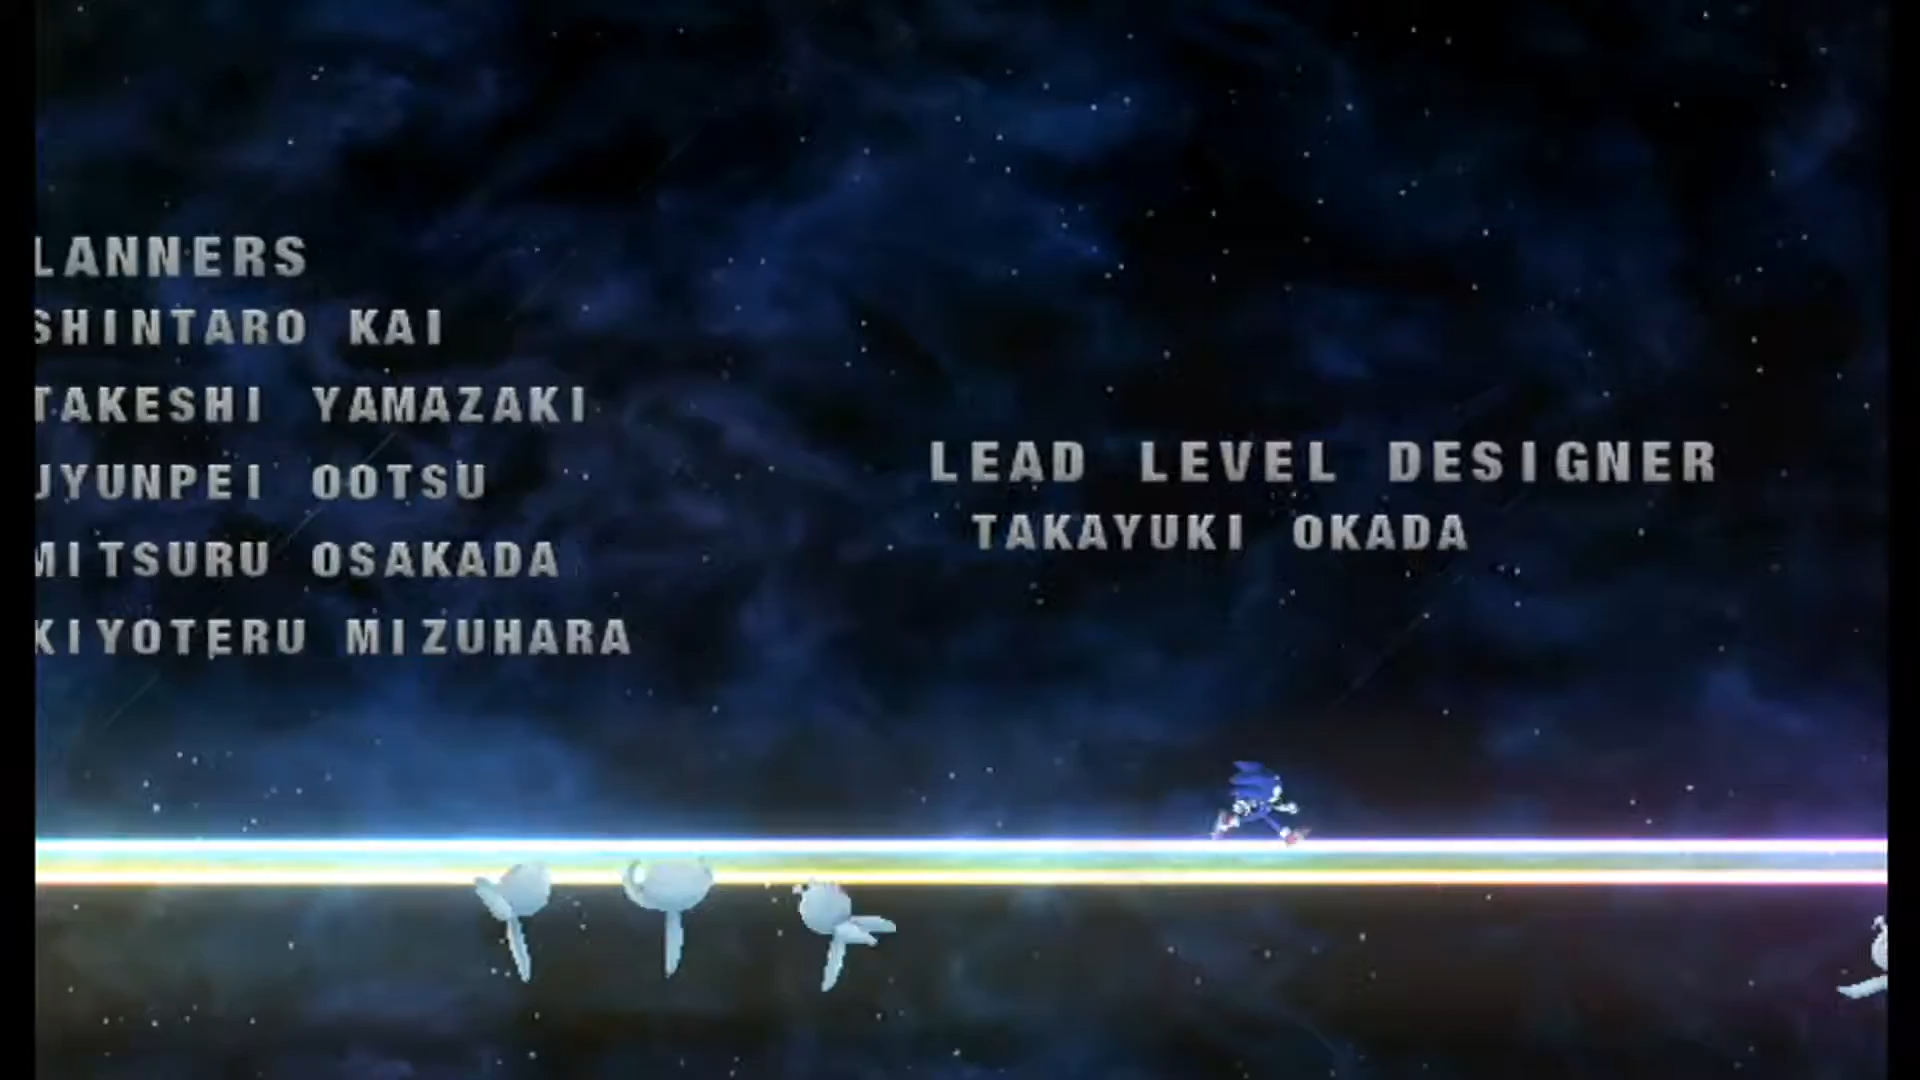 LANNERS
SHINTARO KAI
TAKESHI YAMAZAKI
JYUNPEI OOTSU
MITSURU OSAKADA
KIYOTERU MIZUHARA
LEAD LEVEL DESIGNER
TAKAYUKI OKADA